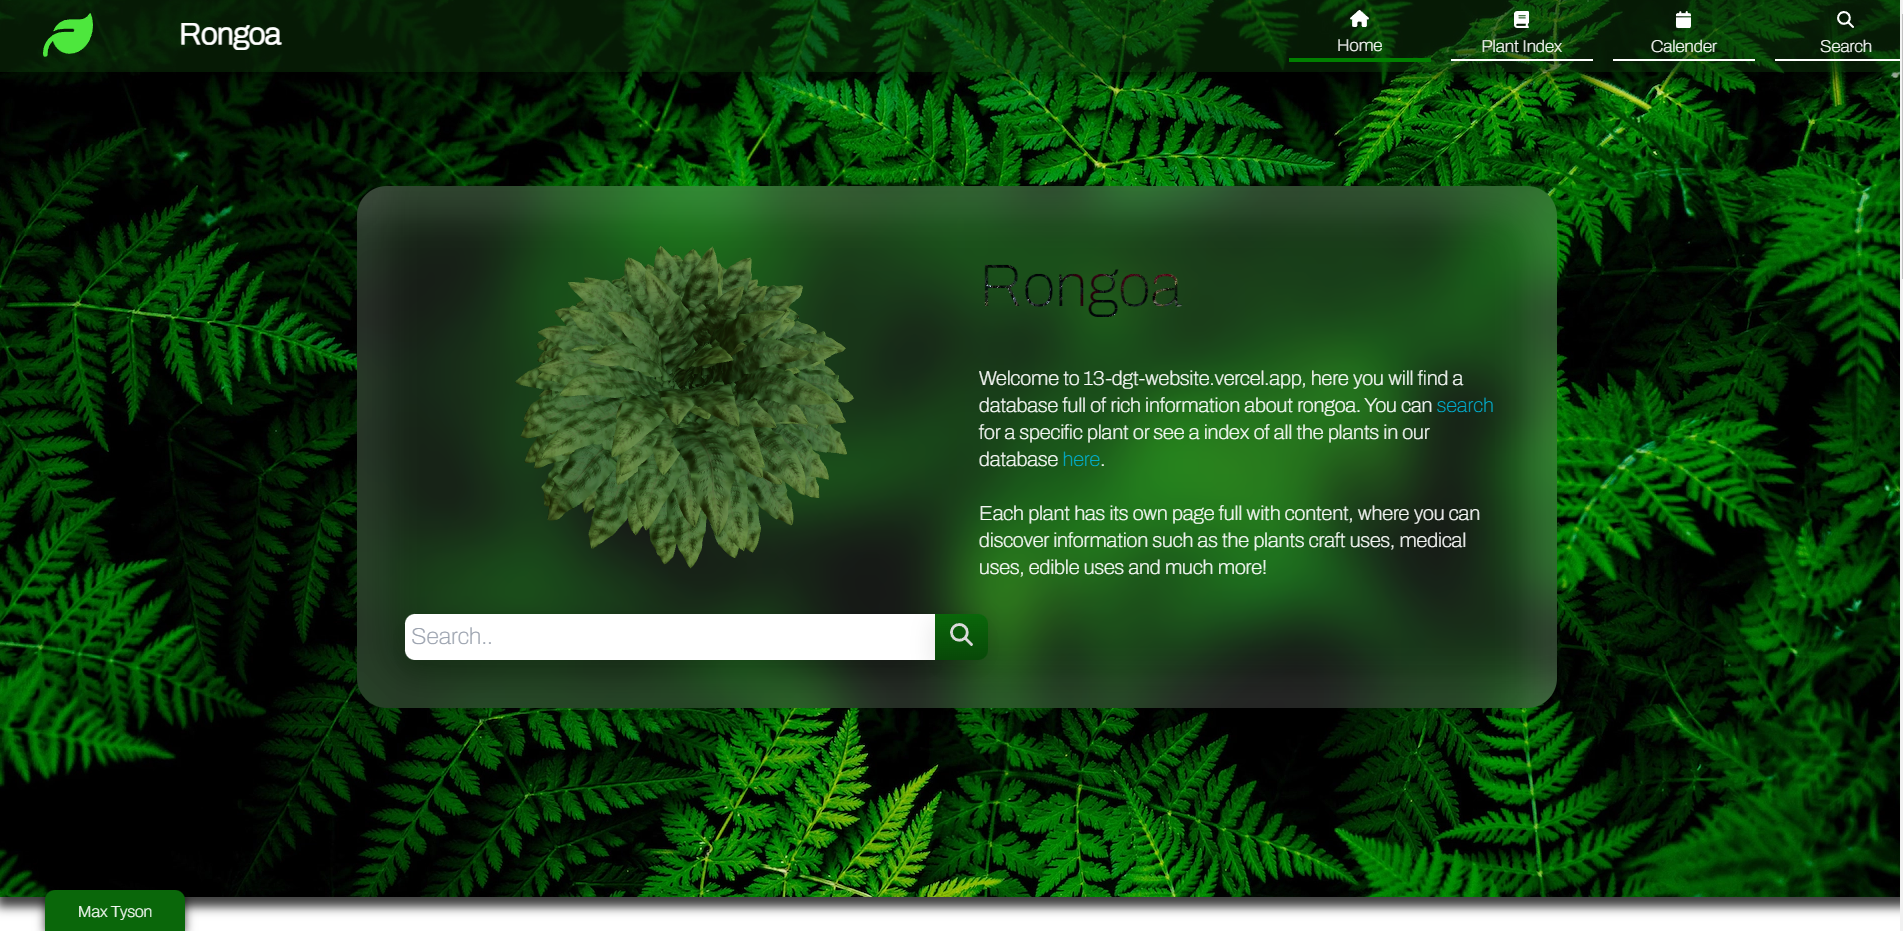 Rongoa
Home
Plant Index
Calender
Search
Rongoa
Welcome to 13-dgt-website.vercel.app, here you will find a
database full of rich information about rongoa. You can search
for a specific plant or see a index of all the plants in our
database here.
Each plant has its own page full with content, where you can
discover information such as the plants craft uses, medical
uses, edible uses and much more!
Search..
Max Tyson